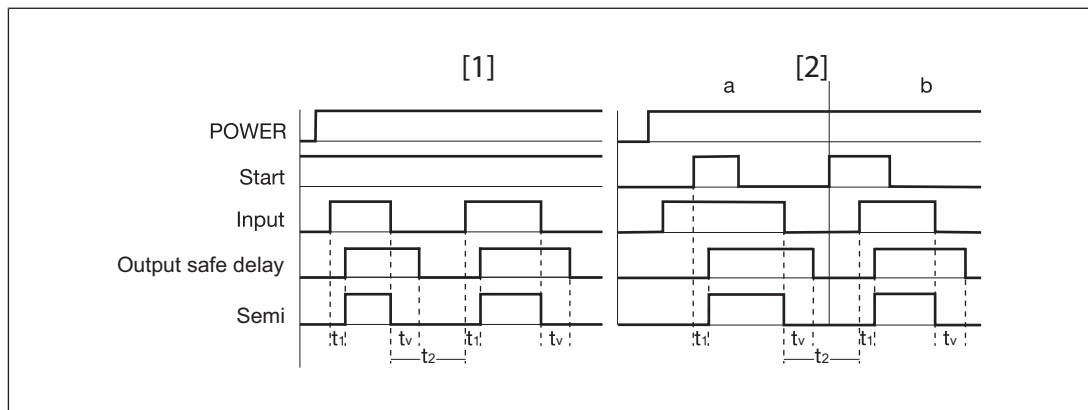 [1] [2]
a b
POWER
Start
Input
Output safe delay
Semi
t1 tv t1 tv t1 tv t1 tv
t2 t2